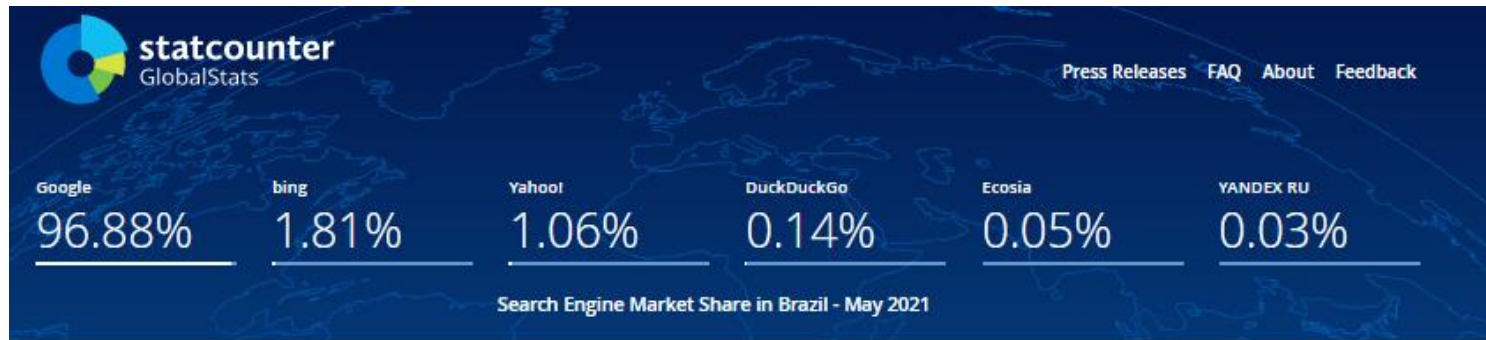 statcounter
GlobalStats
Press Releases FAQ About Feedback
Google bing Yahoo! DuckDuckGo Ecosia YANDEX RU
96.88% 1.81% 1.06% 0.14% 0.05% 0.03%
Search Engine Market Share in Brazil - May 2021